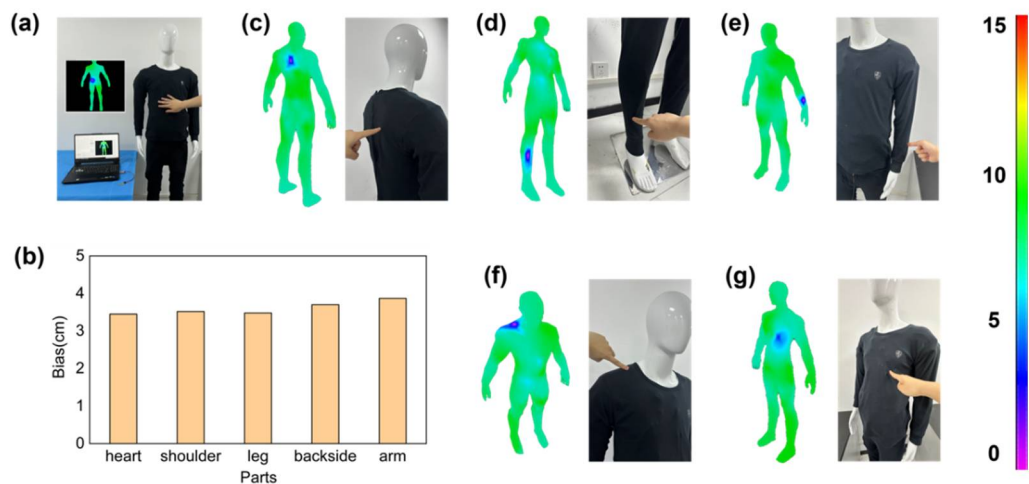 (a)
(c)
(d)
(e)
15
10
5
0
(b)
5
4
3
2
1
0
Bias(cm)
heart shoulder leg backside arm
Parts
(f)
(g)